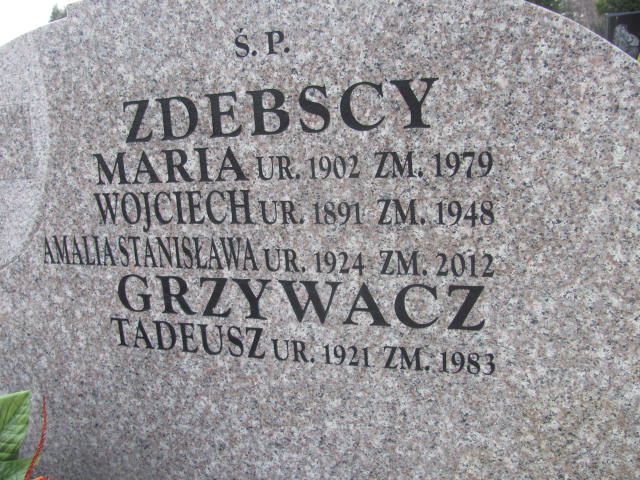 Ś. P.
ZDEBSCY
MARIA UR. 1902 ZM. 1979
WOJCIECH UR. 1891 ZM. 1948
AMALIA STANISŁAWA UR. 1924 ZM. 2012
GRZYWACZ
TADEUSZ UR. 1921 ZM. 1983